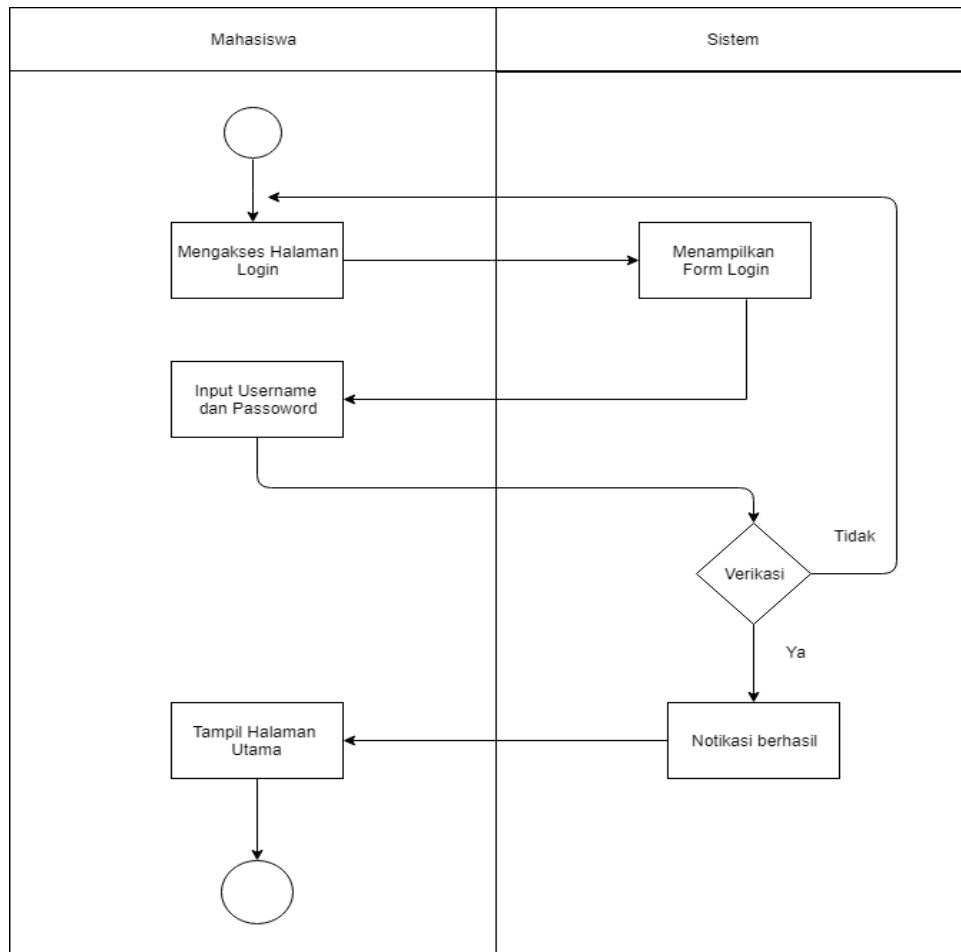 Mahasiswa
Sistem
Mengakses Halaman
Login
Menampilkan
Form Login
Input Username
dan Passoword
Tidak
Verikasi
Ya
Tampil Halaman
Utama
Notikasi berhasil